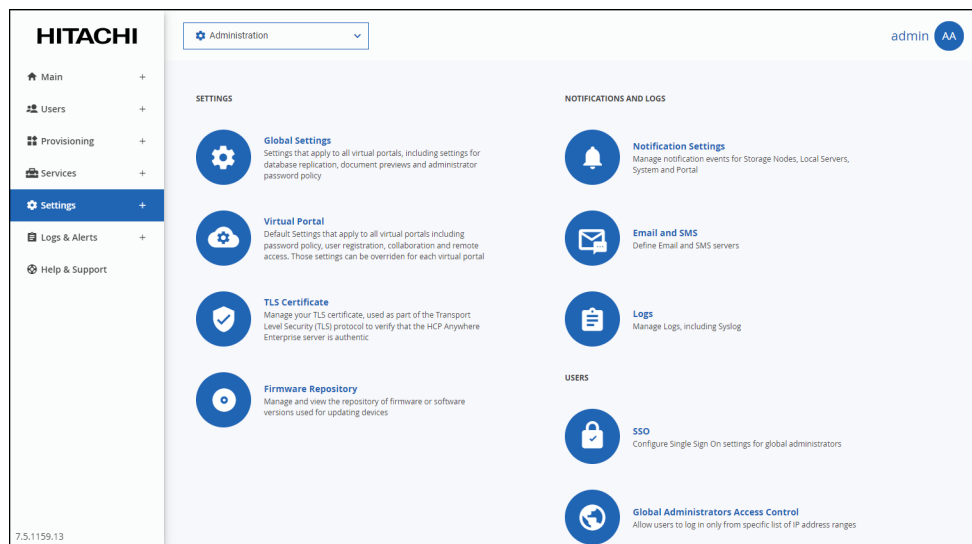 HITACHI
Administration
admin
AA
Main
Users
Provisioning
Services
Settings
Logs & Alerts
Help & Support
7.5.1159.13
SETTINGS
Global Settings
Settings that apply to all virtual portals, including settings for
database replication, document previews and administrator
password policy
Virtual Portal
Default Settings that apply to all virtual portals including
password policy, user registration, collaboration and remote
access. Those settings can be overriden for each virtual portal
TLS Certificate
Manage your TLS certificate, used as part of the Transport
Level Security (TLS) protocol to verify that the HCP Anywhere
Enterprise server is authentic
Firmware Repository
Manage and view the repository of firmware or software
versions used for updating devices
NOTIFICATIONS AND LOGS
Notification Settings
Manage notification events for Storage Nodes, Local Servers,
System and Portal
Email and SMS
Define Email and SMS servers
Logs
Manage Logs, including Syslog
USERS
SSO
Configure Single Sign On settings for global administrators
Global Administrators Access Control
Allow users to log in only from specific list of IP address ranges